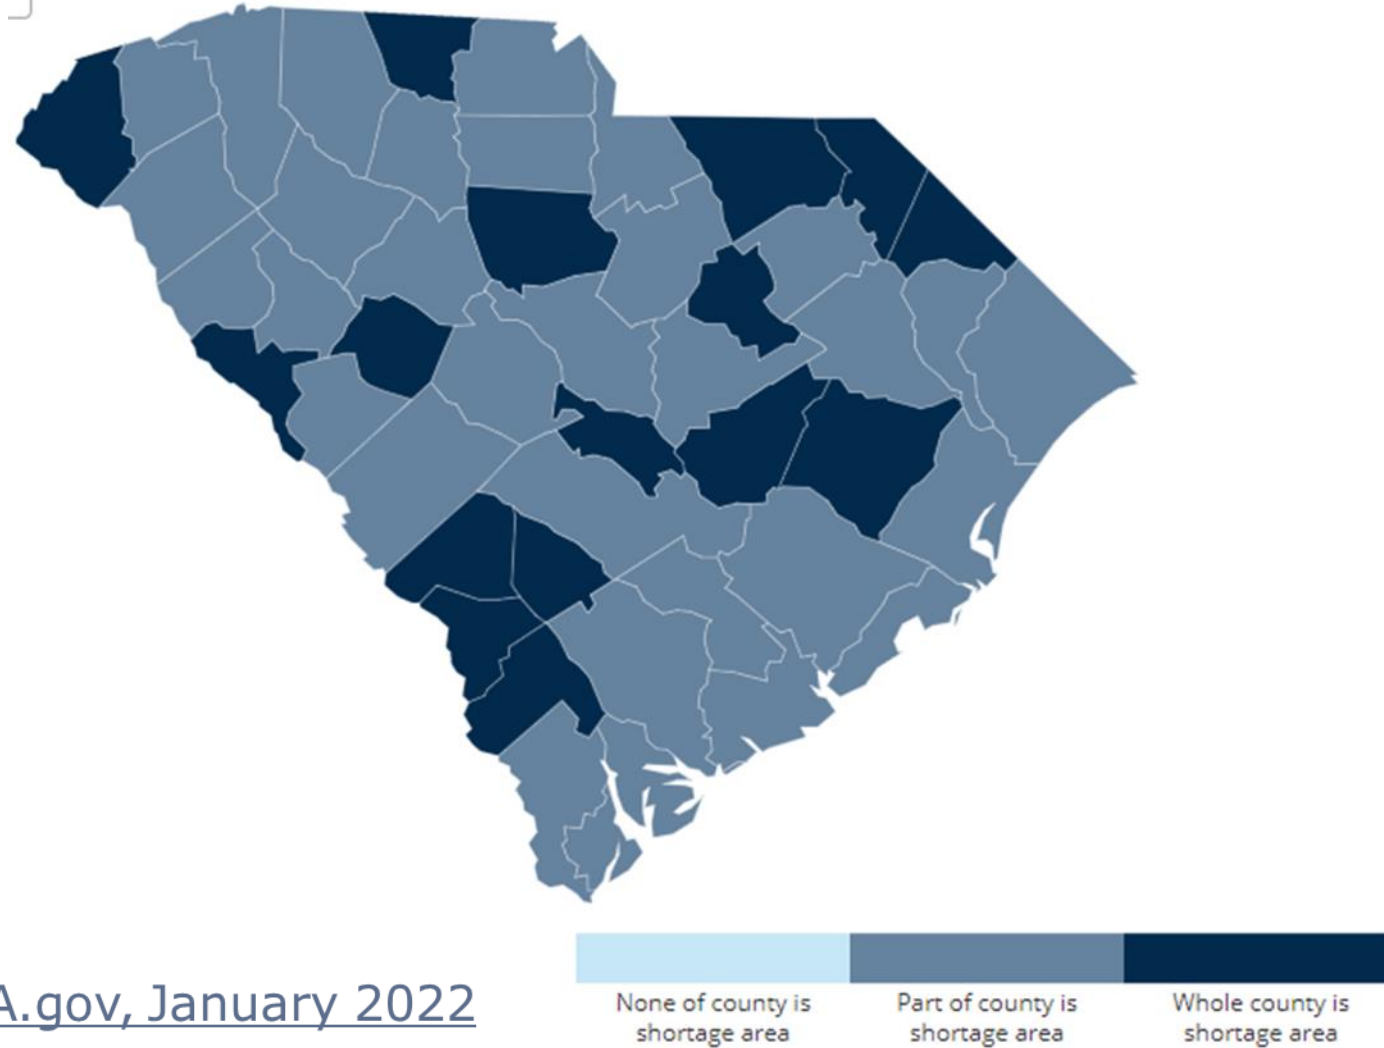 A.gov, January 2022
None of county is
shortage area
Part of county is
shortage area
Whole county is
shortage area